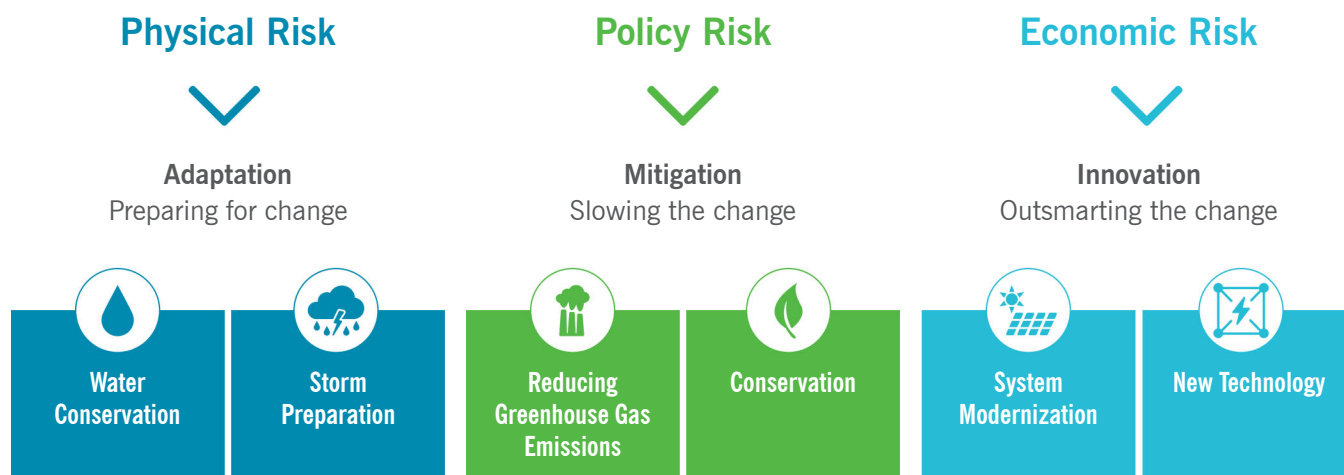 Physical Risk
Adaptation
Preparing for change
Water
Conservation
Storm
Preparation
Policy Risk
Mitigation
Slowing the change
Reducing
Greenhouse Gas
Emissions
Conservation
Economic Risk
Innovation
Outsmarting the change
System
Modernization
New Technology